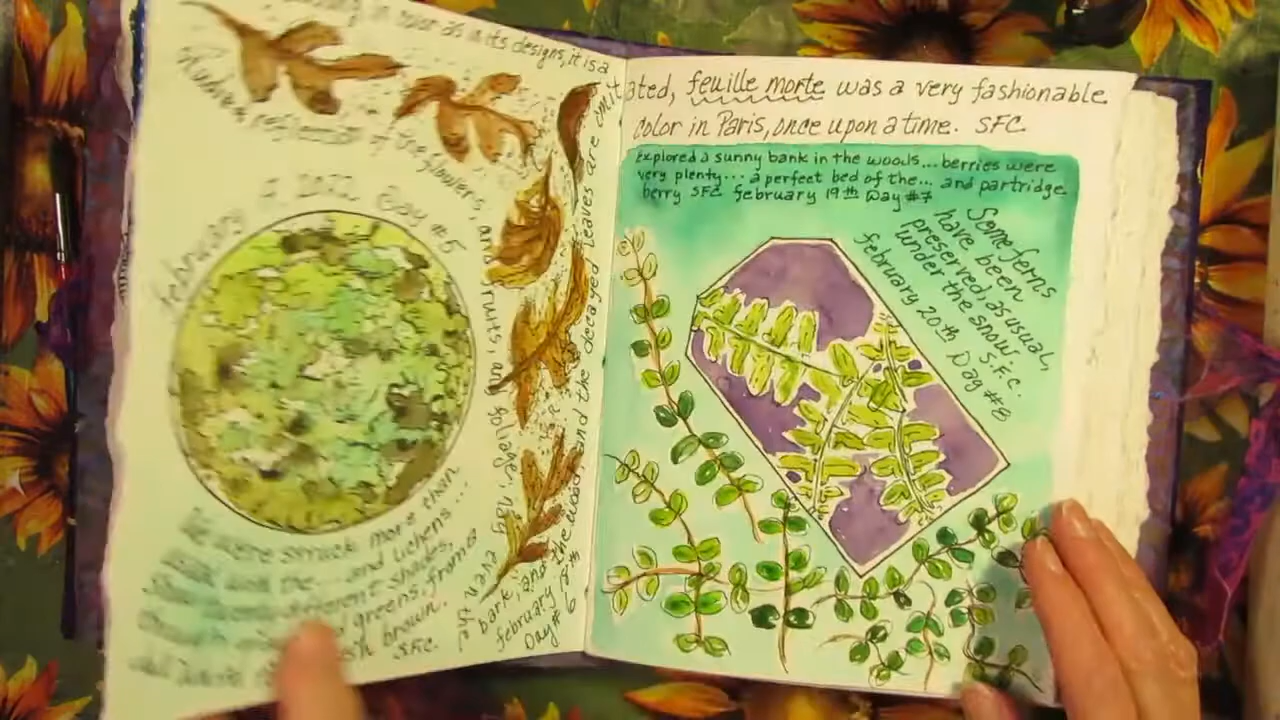 in color as in its designs, it is a
reflection of the flowers, and fruits, and foliage, nay
bark, and the wood, and the decayed leaves are imit
february
Day #6
february 2022 Day #5
We were struck more than
and the ... and lichens
different shades,
greens, from a
brown.
SFC.
ated, feuille morte was a very fashionable
color in Paris, once upon a time. SFC
Explored a sunny bank in the woods... berries were
very plenty... a perfect bed of the... and partridge
berry SFC february 19th Day #7
Some ferns
have been
preserved, as usual,
under the snow. S.F.C.
february 20th Day #8